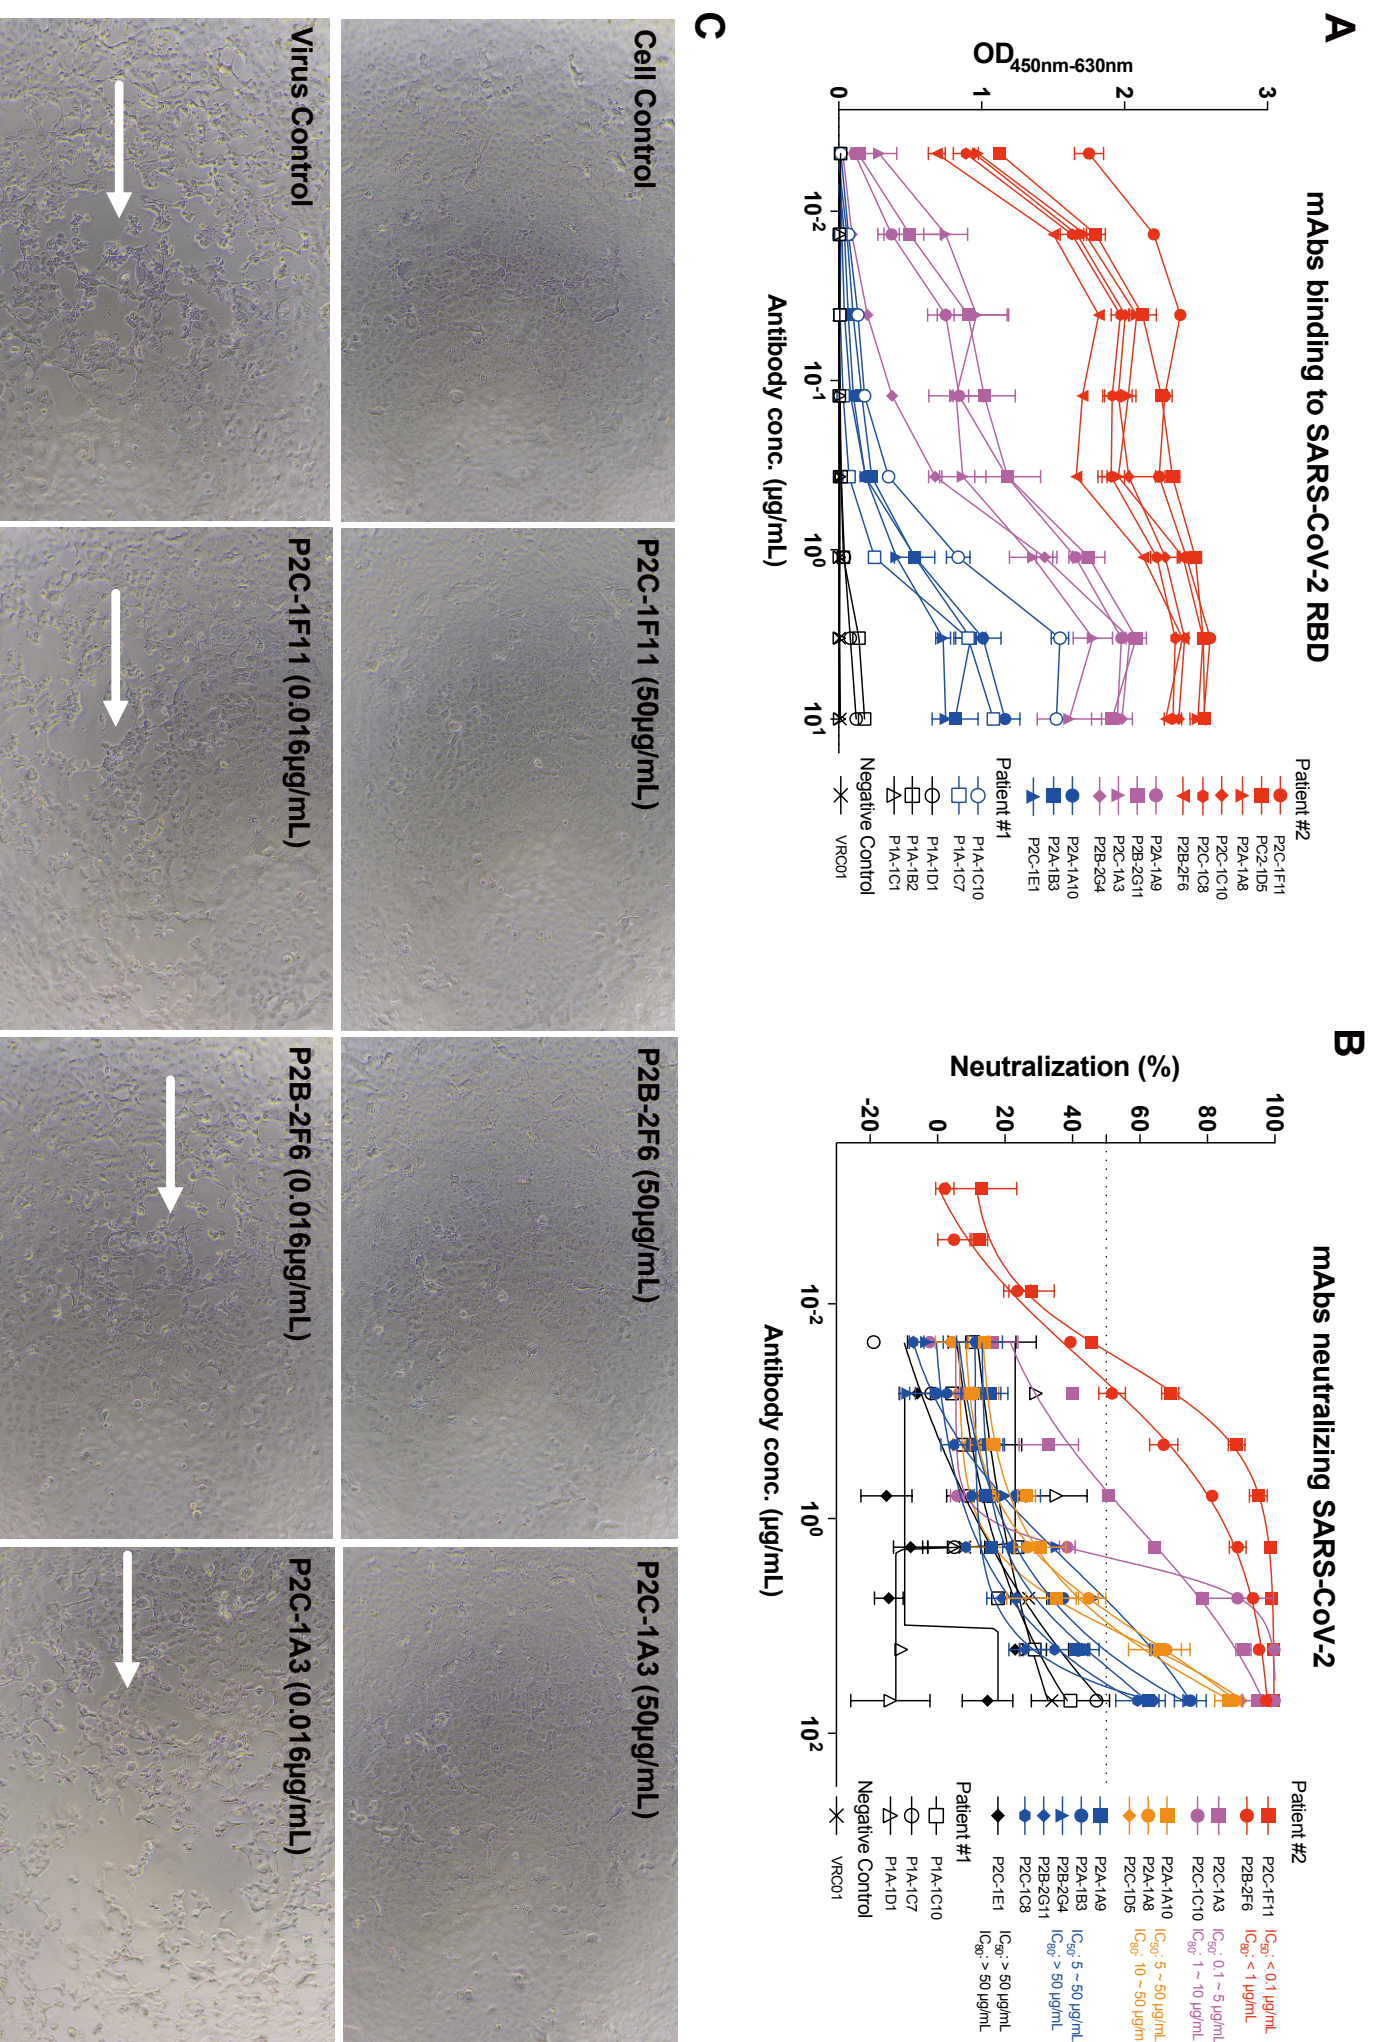 A
mAbs binding to SARS-CoV-2 RBD
OD450nm-630nm
3
2
1
0
10-2
10-1
100
101
Antibody conc. (μg/mL)
Patient #2
P2C-1F11
PC2-1D5
P2A-1A8
P2C-1C10
P2C-1C8
P2B-2F6
P2A-1A9
P2B-2G11
P2C-1A3
P2B-2G4
P2A-1A10
P2A-1B3
P2C-1E1
Patient #1
P1A-1C10
P1A-1C7
P1A-1D1
P1A-1B2
P1A-1C1
Negative Control
VRC01
B
mAbs neutralizing SARS-CoV-2
Neutralization (%)
100
80
60
40
20
0
-20
10-2
100
102
Antibody conc. (μg/mL)
Patient #2
P2C-1F11 IC50: < 0.1 μg/mL
P2B-2F6 IC80: < 1 μg/mL
P2C-1A3 IC50: 0.1 ~ 5 μg/mL
P2C-1C10 IC80: 1 ~ 10 μg/mL
P2A-1A10 IC50: 5 ~ 50 μg/mL
P2A-1A8 IC80: 10 ~ 50 μg/m
P2C-1D5
P2A-1A9
P2A-1B3 IC50: 5 ~ 50 μg/mL
P2B-2G4 IC80: > 50 μg/mL
P2B-2G11
P2C-1C8
P2C-1E1 IC50: > 50 μg/mL
IC80: > 50 μg/mL
Patient #1
P1A-1C10
P1A-1C7
P1A-1D1
Negative Control
VRC01
C
Cell Control
P2C-1F11 (50μg/mL)
P2B-2F6 (50μg/mL)
P2C-1A3 (50μg/mL)
Virus Control
P2C-1F11 (0.016μg/mL)
P2B-2F6 (0.016μg/mL)
P2C-1A3 (0.016μg/mL)